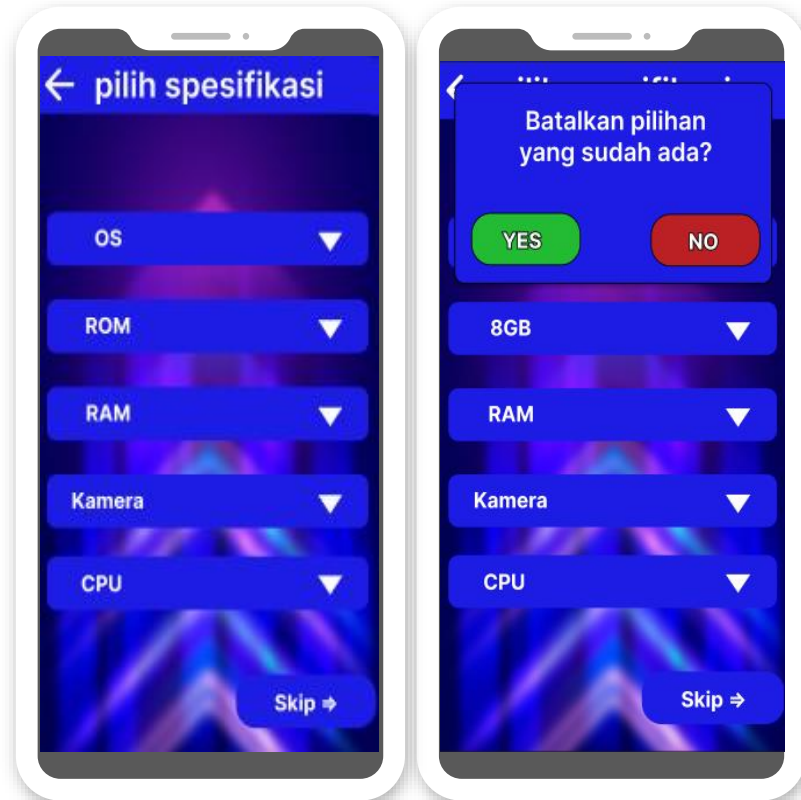 ← pilih spesifikasi
OS
ROM
RAM
Kamera
CPU
Skip ⇒
Batalkan pilihan
yang sudah ada?
YES
NO
8GB
RAM
Kamera
CPU
Skip ⇒